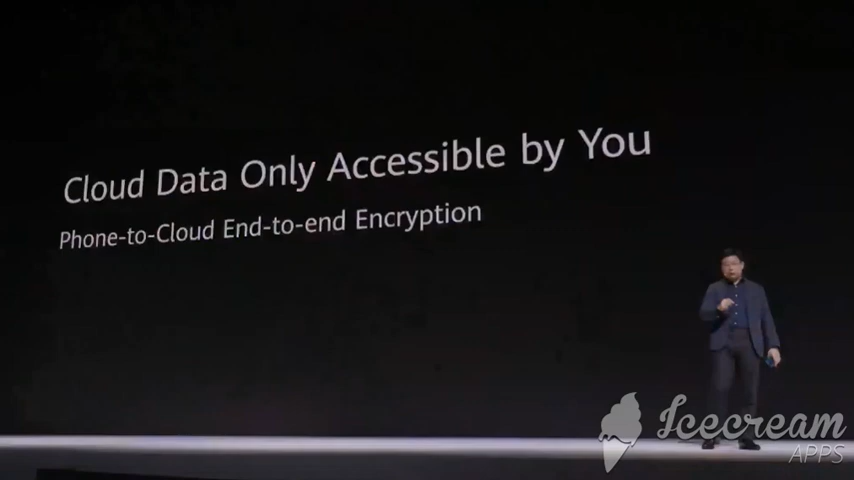 Cloud Data Only Accessible by You
Phone-to-Cloud End-to-end Encryption
Icecream
APPS